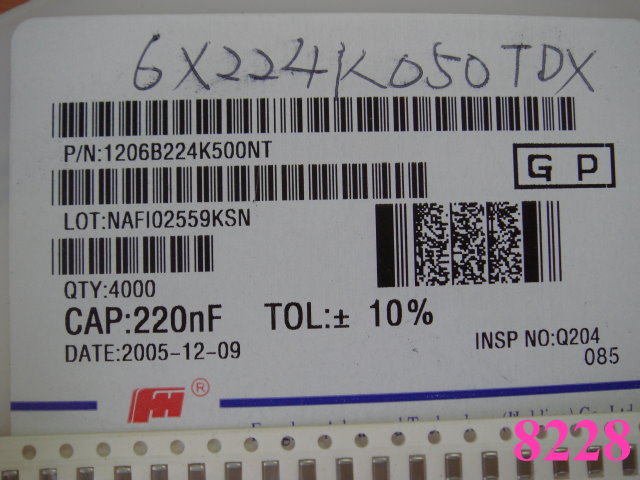 6X224K050TDX
P/N:1206B224K500NT
G P
LOT:NAFI02559KSN
QTY:4000
CAP:220nF TOL:± 10%
DATE:2005-12-09
INSP NO:Q204
085
FH®
8228